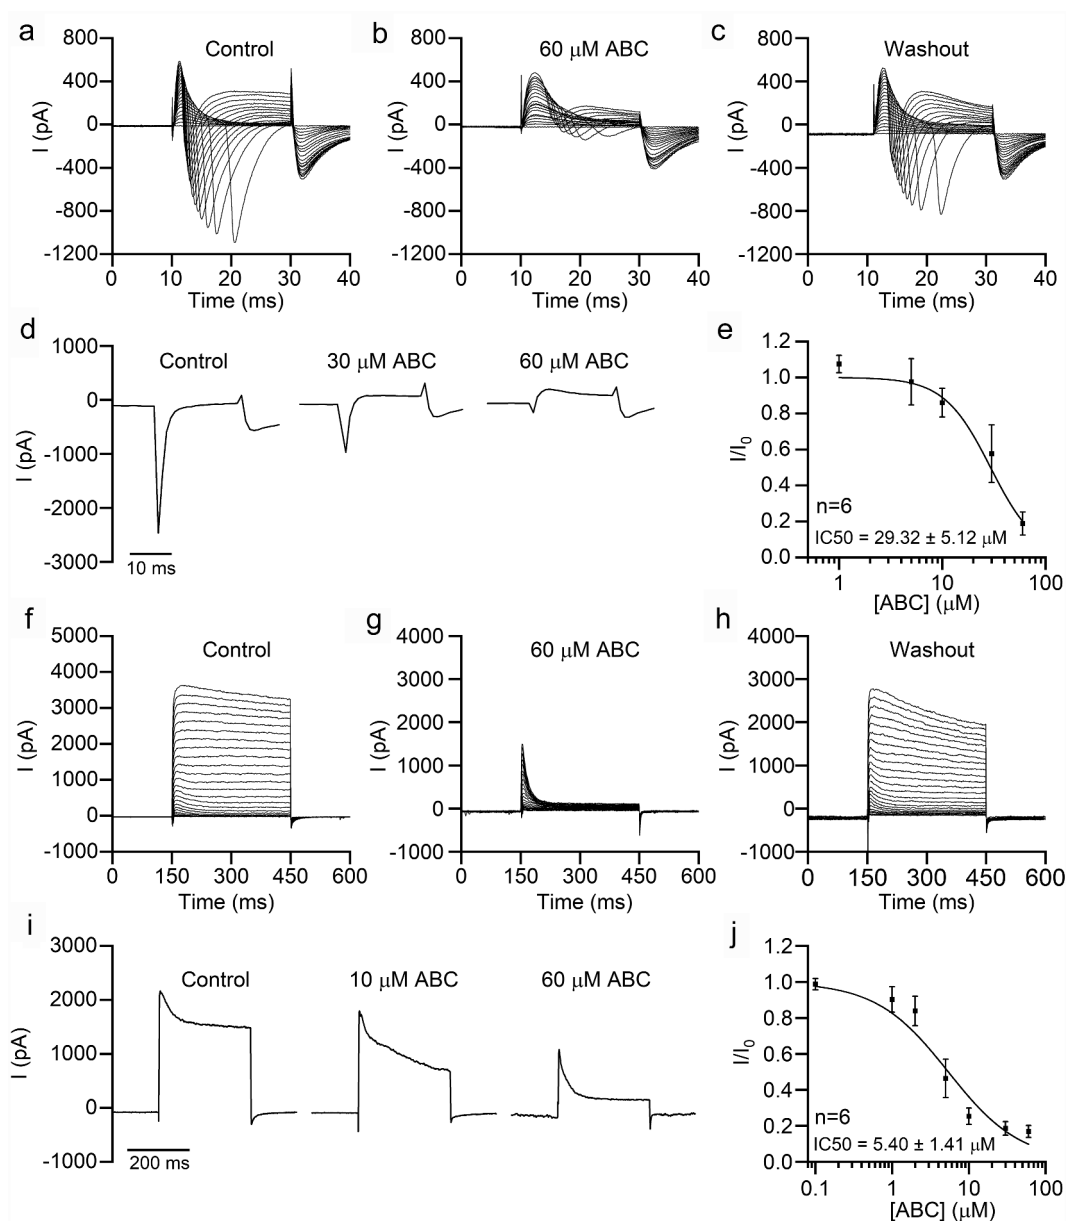 a
Control
800
400
0
-400
-800
-1200
I (pA)
0 10 20 30 40
Time (ms)
b
60 μM ABC
800
400
0
-400
-800
-1200
I (pA)
0 10 20 30 40
Time (ms)
c
Washout
800
400
0
-400
-800
-1200
I (pA)
0 10 20 30 40
Time (ms)
d
Control 30 μM ABC 60 μM ABC
1000
0
-1000
-2000
-3000
I (pA)
10 ms
e
1.2
1.0
0.8
0.6
0.4
0.2
0.0
I/I0
n=6
IC50 = 29.32 ± 5.12 μM
1 10 100
[ABC] (μM)
f
Control
5000
4000
3000
2000
1000
0
-1000
I (pA)
0 150 300 450 600
Time (ms)
g
60 μM ABC
4000
3000
2000
1000
0
-1000
I (pA)
0 150 300 450 600
Time (ms)
h
Washout
4000
3000
2000
1000
0
-1000
I (pA)
0 150 300 450 600
Time (ms)
i
Control 10 μM ABC 60 μM ABC
3000
2000
1000
0
-1000
I (pA)
200 ms
j
1.2
1.0
0.8
0.6
0.4
0.2
0.0
I/I0
n=6
IC50 = 5.40 ± 1.41 μM
0.1 1 10 100
[ABC] (μM)